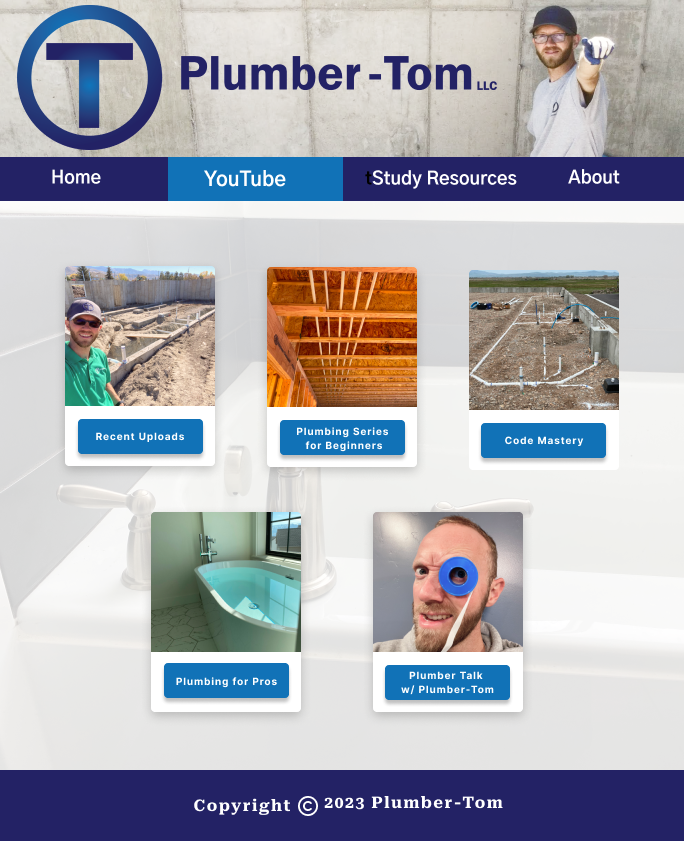 T
Plumber-Tom LLC
Home YouTube tStudy Resources About
Recent Uploads
Plumbing Series
for Beginners
Code Mastery
Plumbing for Pros
Plumber Talk
w/ Plumber-Tom
Copyright © 2023 Plumber-Tom